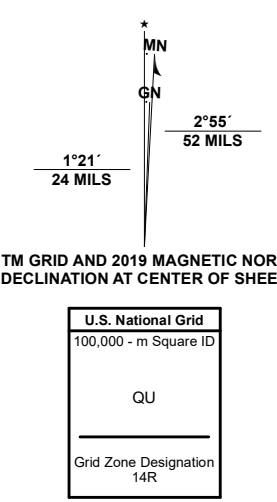 ★
MN
GN
2°55´
52 MILS
1°21´
24 MILS
TM GRID AND 2019 MAGNETIC NOR
DECLINATION AT CENTER OF SHEE
U.S. National Grid
100,000 - m Square ID
QU
Grid Zone Designation
14R